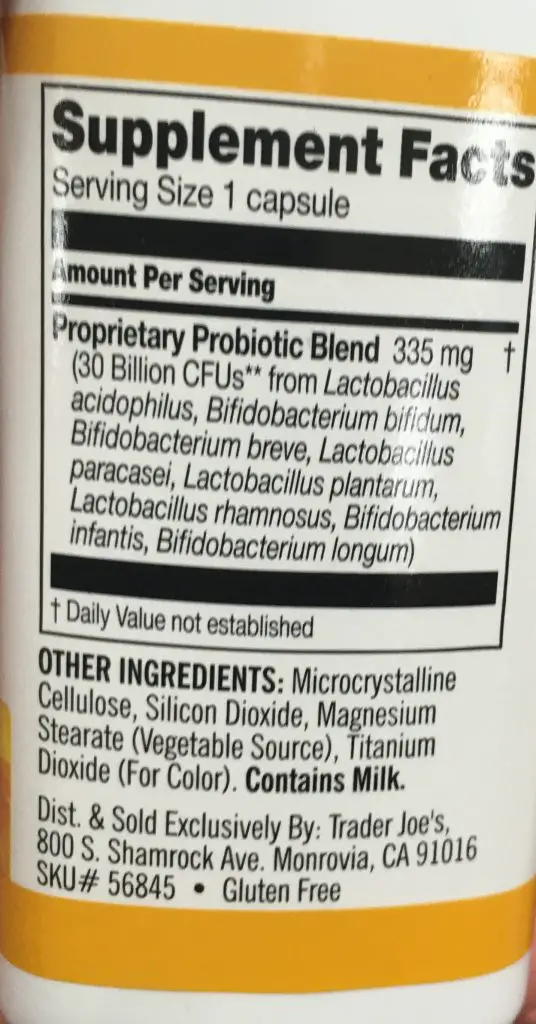 Supplement Facts
Serving Size 1 capsule
Amount Per Serving
Proprietary Probiotic Blend 335 mg †
(30 Billion CFUs** from Lactobacillus
acidophilus, Bifidobacterium bifidum,
Bifidobacterium breve, Lactobacillus
paracasei, Lactobacillus plantarum,
Lactobacillus rhamnosus, Bifidobacterium
infantis, Bifidobacterium longum)
† Daily Value not established
OTHER INGREDIENTS: Microcrystalline
Cellulose, Silicon Dioxide, Magnesium
Stearate (Vegetable Source), Titanium
Dioxide (For Color). Contains Milk.
Dist. & Sold Exclusively By: Trader Joe's,
800 S. Shamrock Ave. Monrovia, CA 91016
SKU# 56845 • Gluten Free